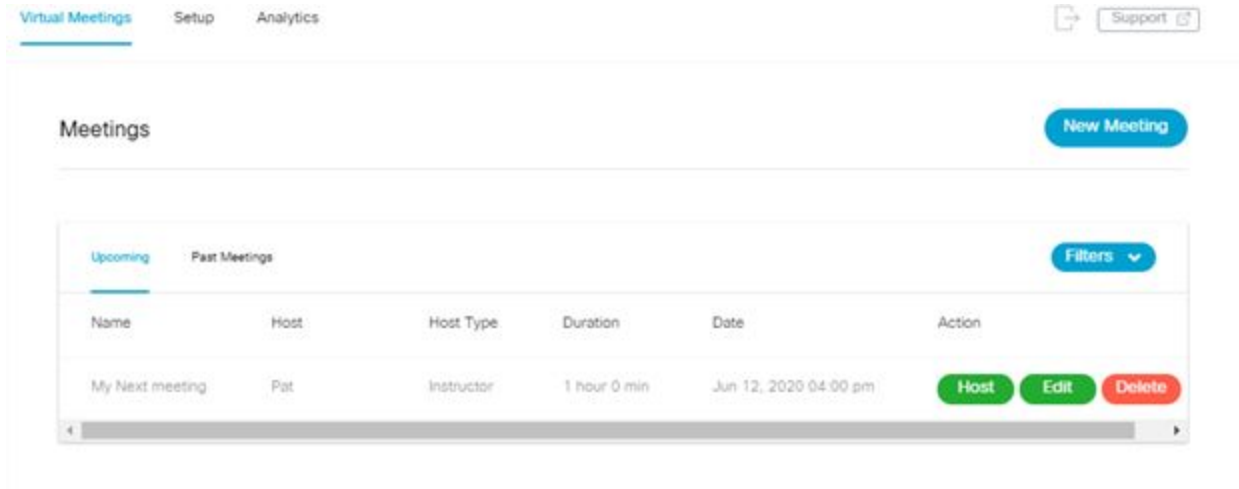 Virtual Meetings Setup Analytics Support
Meetings New Meeting
Upcoming Past Meetings Filters
Name Host Host Type Duration Date Action
My Next meeting Pat Instructor 1 hour 0 min Jun 12, 2020 04:00 pm Host Edit Delete